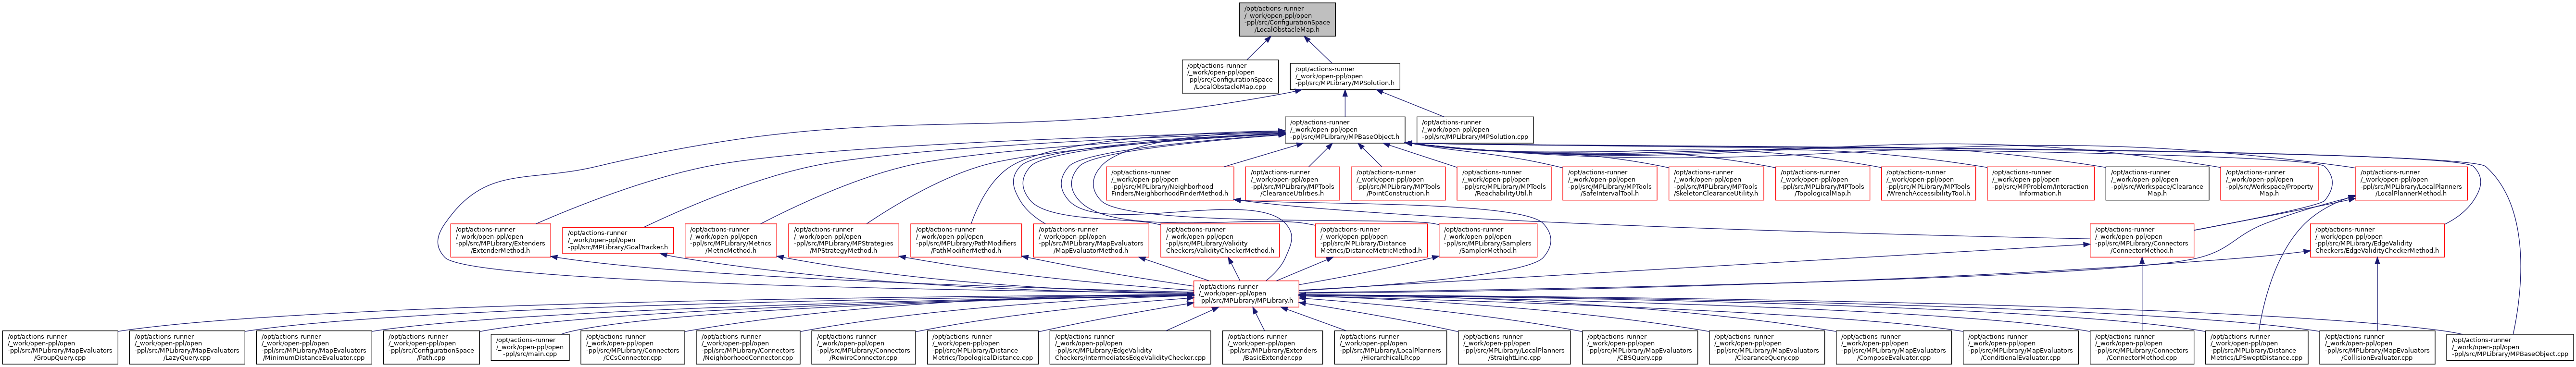 /opt/actions-runner
/_work/open-ppl/open
-ppl/src/ConfigurationSpace
/LocalObstacleMap.h
/opt/actions-runner
/_work/open-ppl/open
-ppl/src/ConfigurationSpace
/LocalObstacleMap.cpp
/opt/actions-runner
/_work/open-ppl/open
-ppl/src/MPLibrary/MPSolution.h
/opt/actions-runner
/_work/open-ppl/open
-ppl/src/MPLibrary/MPBaseObject.h
/opt/actions-runner
/_work/open-ppl/open
-ppl/src/MPLibrary/MPSolution.cpp
/opt/actions-runner
/_work/open-ppl/open
-ppl/src/MPLibrary/Neighborhood
Finders/NeighborhoodFinderMethod.h
/opt/actions-runner
/_work/open-ppl/open
-ppl/src/MPLibrary/MPTools
/ClearanceUtilities.h
/opt/actions-runner
/_work/open-ppl/open
-ppl/src/MPLibrary/MPTools
/PointConstruction.h
/opt/actions-runner
/_work/open-ppl/open
-ppl/src/MPLibrary/MPTools
/ReachabilityUtil.h
/opt/actions-runner
/_work/open-ppl/open
-ppl/src/MPLibrary/MPTools
/SafeIntervalTool.h
/opt/actions-runner
/_work/open-ppl/open
-ppl/src/MPLibrary/MPTools
/SkeletonClearanceUtility.h
/opt/actions-runner
/_work/open-ppl/open
-ppl/src/MPLibrary/MPTools
/TopologicalMap.h
/opt/actions-runner
/_work/open-ppl/open
-ppl/src/MPLibrary/MPTools
/WrenchAccessibilityTool.h
/opt/actions-runner
/_work/open-ppl/open
-ppl/src/MPProblem/Interaction
Information.h
/opt/actions-runner
/_work/open-ppl/open
-ppl/src/Workspace/Clearance
Map.h
/opt/actions-runner
/_work/open-ppl/open
-ppl/src/Workspace/Property
Map.h
/opt/actions-runner
/_work/open-ppl/open
-ppl/src/MPLibrary/LocalPlanners
/LocalPlannerMethod.h
/opt/actions-runner
/_work/open-ppl/open
-ppl/src/MPLibrary/Extenders
/ExtenderMethod.h
/opt/actions-runner
/_work/open-ppl/open
-ppl/src/MPLibrary/GoalTracker.h
/opt/actions-runner
/_work/open-ppl/open
-ppl/src/MPLibrary/Metrics
/MetricMethod.h
/opt/actions-runner
/_work/open-ppl/open
-ppl/src/MPLibrary/MPStrategies
/MPStrategyMethod.h
/opt/actions-runner
/_work/open-ppl/open
-ppl/src/MPLibrary/PathModifiers
/PathModifierMethod.h
/opt/actions-runner
/_work/open-ppl/open
-ppl/src/MPLibrary/MapEvaluators
/MapEvaluatorMethod.h
/opt/actions-runner
/_work/open-ppl/open
-ppl/src/MPLibrary/Validity
Checkers/ValidityCheckerMethod.h
/opt/actions-runner
/_work/open-ppl/open
-ppl/src/MPLibrary/Distance
Metrics/DistanceMetricMethod.h
/opt/actions-runner
/_work/open-ppl/open
-ppl/src/MPLibrary/Samplers
/SamplerMethod.h
/opt/actions-runner
/_work/open-ppl/open
-ppl/src/MPLibrary/Connectors
/ConnectorMethod.h
/opt/actions-runner
/_work/open-ppl/open
-ppl/src/MPLibrary/EdgeValidity
Checkers/EdgeValidityCheckerMethod.h
/opt/actions-runner
/_work/open-ppl/open
-ppl/src/MPLibrary/MPLibrary.h
/opt/actions-runner
/_work/open-ppl/open
-ppl/src/MPLibrary/MapEvaluators
/GroupQuery.cpp
/opt/actions-runner
/_work/open-ppl/open
-ppl/src/MPLibrary/MapEvaluators
/LazyQuery.cpp
/opt/actions-runner
/_work/open-ppl/open
-ppl/src/MPLibrary/MapEvaluators
/MinimumDistanceEvaluator.cpp
/opt/actions-runner
/_work/open-ppl/open
-ppl/src/ConfigurationSpace
/Path.cpp
/opt/actions-runner
/_work/open-ppl/open
-ppl/src/main.cpp
/opt/actions-runner
/_work/open-ppl/open
-ppl/src/MPLibrary/Connectors
/CCsConnector.cpp
/opt/actions-runner
/_work/open-ppl/open
-ppl/src/MPLibrary/Connectors
/NeighborhoodConnector.cpp
/opt/actions-runner
/_work/open-ppl/open
-ppl/src/MPLibrary/Connectors
/RewireConnector.cpp
/opt/actions-runner
/_work/open-ppl/open
-ppl/src/MPLibrary/Distance
Metrics/TopologicalDistance.cpp
/opt/actions-runner
/_work/open-ppl/open
-ppl/src/MPLibrary/EdgeValidity
Checkers/IntermediatesEdgeValidityChecker.cpp
/opt/actions-runner
/_work/open-ppl/open
-ppl/src/MPLibrary/Extenders
/BasicExtender.cpp
/opt/actions-runner
/_work/open-ppl/open
-ppl/src/MPLibrary/LocalPlanners
/HierarchicalLP.cpp
/opt/actions-runner
/_work/open-ppl/open
-ppl/src/MPLibrary/LocalPlanners
/StraightLine.cpp
/opt/actions-runner
/_work/open-ppl/open
-ppl/src/MPLibrary/MapEvaluators
/CBSQuery.cpp
/opt/actions-runner
/_work/open-ppl/open
-ppl/src/MPLibrary/MapEvaluators
/ClearanceQuery.cpp
/opt/actions-runner
/_work/open-ppl/open
-ppl/src/MPLibrary/MapEvaluators
/ComposeEvaluator.cpp
/opt/actions-runner
/_work/open-ppl/open
-ppl/src/MPLibrary/MapEvaluators
/ConditionalEvaluator.cpp
/opt/actions-runner
/_work/open-ppl/open
-ppl/src/MPLibrary/Connectors
/ConnectorMethod.cpp
/opt/actions-runner
/_work/open-ppl/open
-ppl/src/MPLibrary/Distance
Metrics/LPSweptDistance.cpp
/opt/actions-runner
/_work/open-ppl/open
-ppl/src/MPLibrary/MapEvaluators
/CollisionEvaluator.cpp
/opt/actions-runner
/_work/open-ppl/open
-ppl/src/MPLibrary/MPBaseObject.cpp